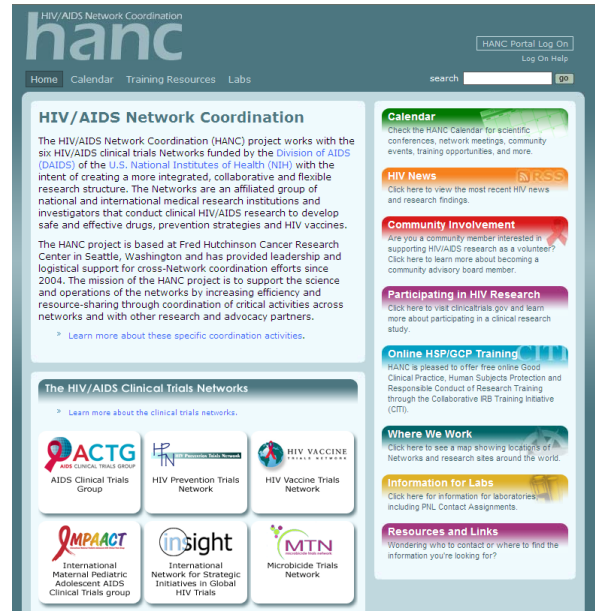 HIV/AIDS Network Coordination
hanc
HANC Portal Log On
Log On Help
Home Calendar Training Resources Labs
search go
HIV/AIDS Network Coordination
The HIV/AIDS Network Coordination (HANC) project works with the
six HIV/AIDS clinical trials Networks funded by the Division of AIDS
(DAIDS) of the U.S. National Institutes of Health (NIH) with the
intent of creating a more integrated, collaborative and flexible
research structure. The Networks are an affiliated group of
national and international medical research institutions and
investigators that conduct clinical HIV/AIDS research to develop
safe and effective drugs, prevention strategies and HIV vaccines.
The HANC project is based at Fred Hutchinson Cancer Research
Center in Seattle, Washington and has provided leadership and
logistical support for cross-Network coordination efforts since
2004. The mission of the HANC project is to support the science
and operations of the networks by increasing efficiency and
resource-sharing through coordination of critical activities across
networks and with other research and advocacy partners.
» Learn more about these specific coordination activities.
The HIV/AIDS Clinical Trials Networks
» Learn more about the clinical trials networks.
ACTG
AIDS CLINICAL TRIALS GROUP
AIDS Clinical Trials
Group
HPTN
HIV Prevention Trials Network
HIV Prevention Trials
Network
HIV VACCINE
TRIALS NETWORK
HIV Vaccine Trials
Network
IMPAACT
International
Maternal Pediatric
Adolescent AIDS
Clinical Trials group
insight
International
Network for Strategic
Initiatives in Global
HIV Trials
MTN
Microbicide Trials
Network
Calendar
Check the HANC Calendar for scientific
conferences, network meetings, community
events, training opportunities, and more.
HIV News
RSS
Click here to view the most recent HIV news
and research findings.
Community Involvement
Are you a community member interested in
supporting HIV/AIDS research as a volunteer?
Click here to learn more about becoming a
community advisory board member.
Participating in HIV Research
Click here to visit clinicaltrials.gov and learn
more about participating in a clinical research
study.
Online HSP/GCP Training
CITI
HANC is pleased to offer free online Good
Clinical Practice, Human Subjects Protection and
Responsible Conduct of Research Training
through the Collaborative IRB Training Initiative
(CITI).
Where We Work
Click here to see a map showing locations of
Networks and research sites around the world.
Information for Labs
Click here for information for laboratories,
including PNL Contact Assignments.
Resources and Links
Wondering who to contact or where to find the
information you're looking for?